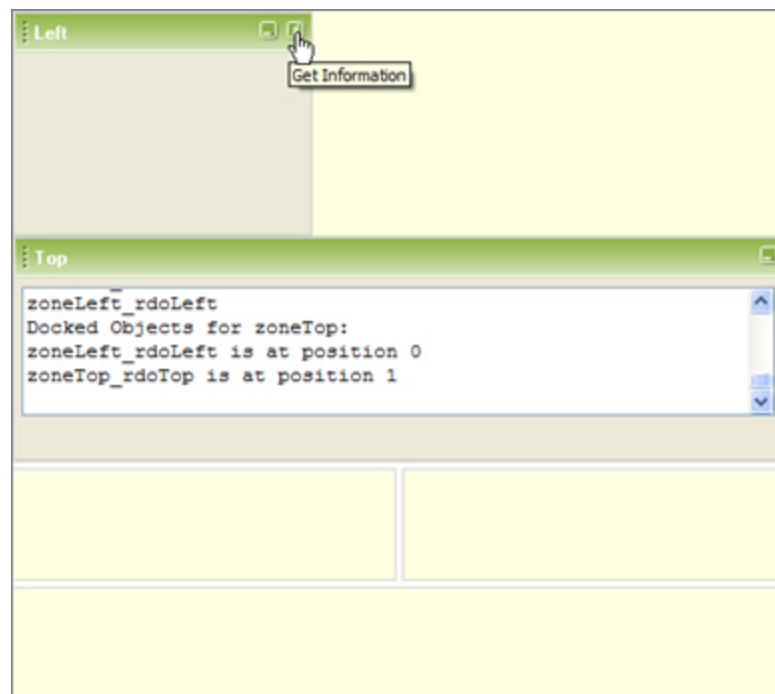 Left
Get Information
Top
zoneLeft_rdoLeft
Docked Objects for zoneTop:
zoneLeft_rdoLeft is at position 0
zoneTop_rdoTop is at position 1